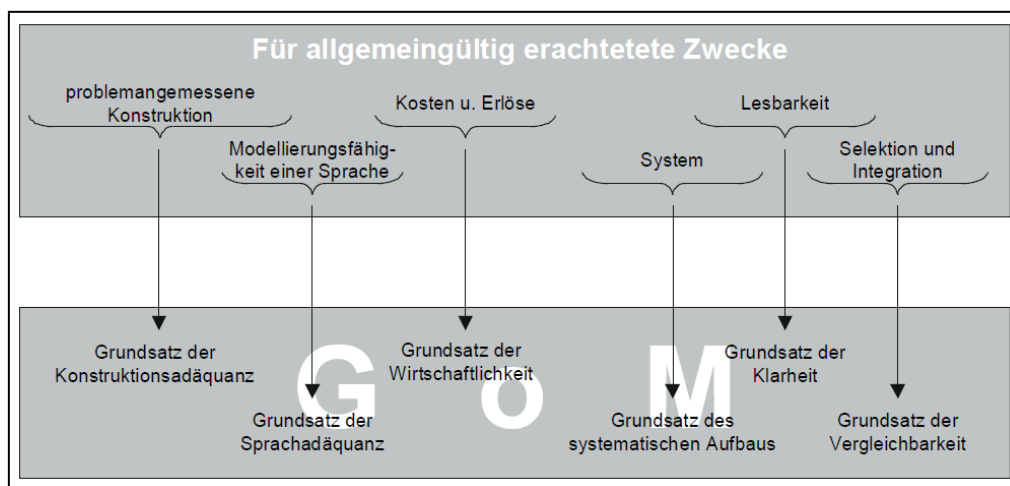 Für allgemeingültig erachtetete Zwecke
problemangemessene
Konstruktion
Modellierungsfähig-
keit einer Sprache
Kosten u. Erlöse
System
Lesbarkeit
Selektion und
Integration
Grundsatz der
Konstruktionsadäquanz
Grundsatz der
Sprachadäquanz
Grundsatz der
Wirtschaftlichkeit
Grundsatz des
systematischen Aufbaus
Grundsatz der
Klarheit
Grundsatz der
Vergleichbarkeit
G o M